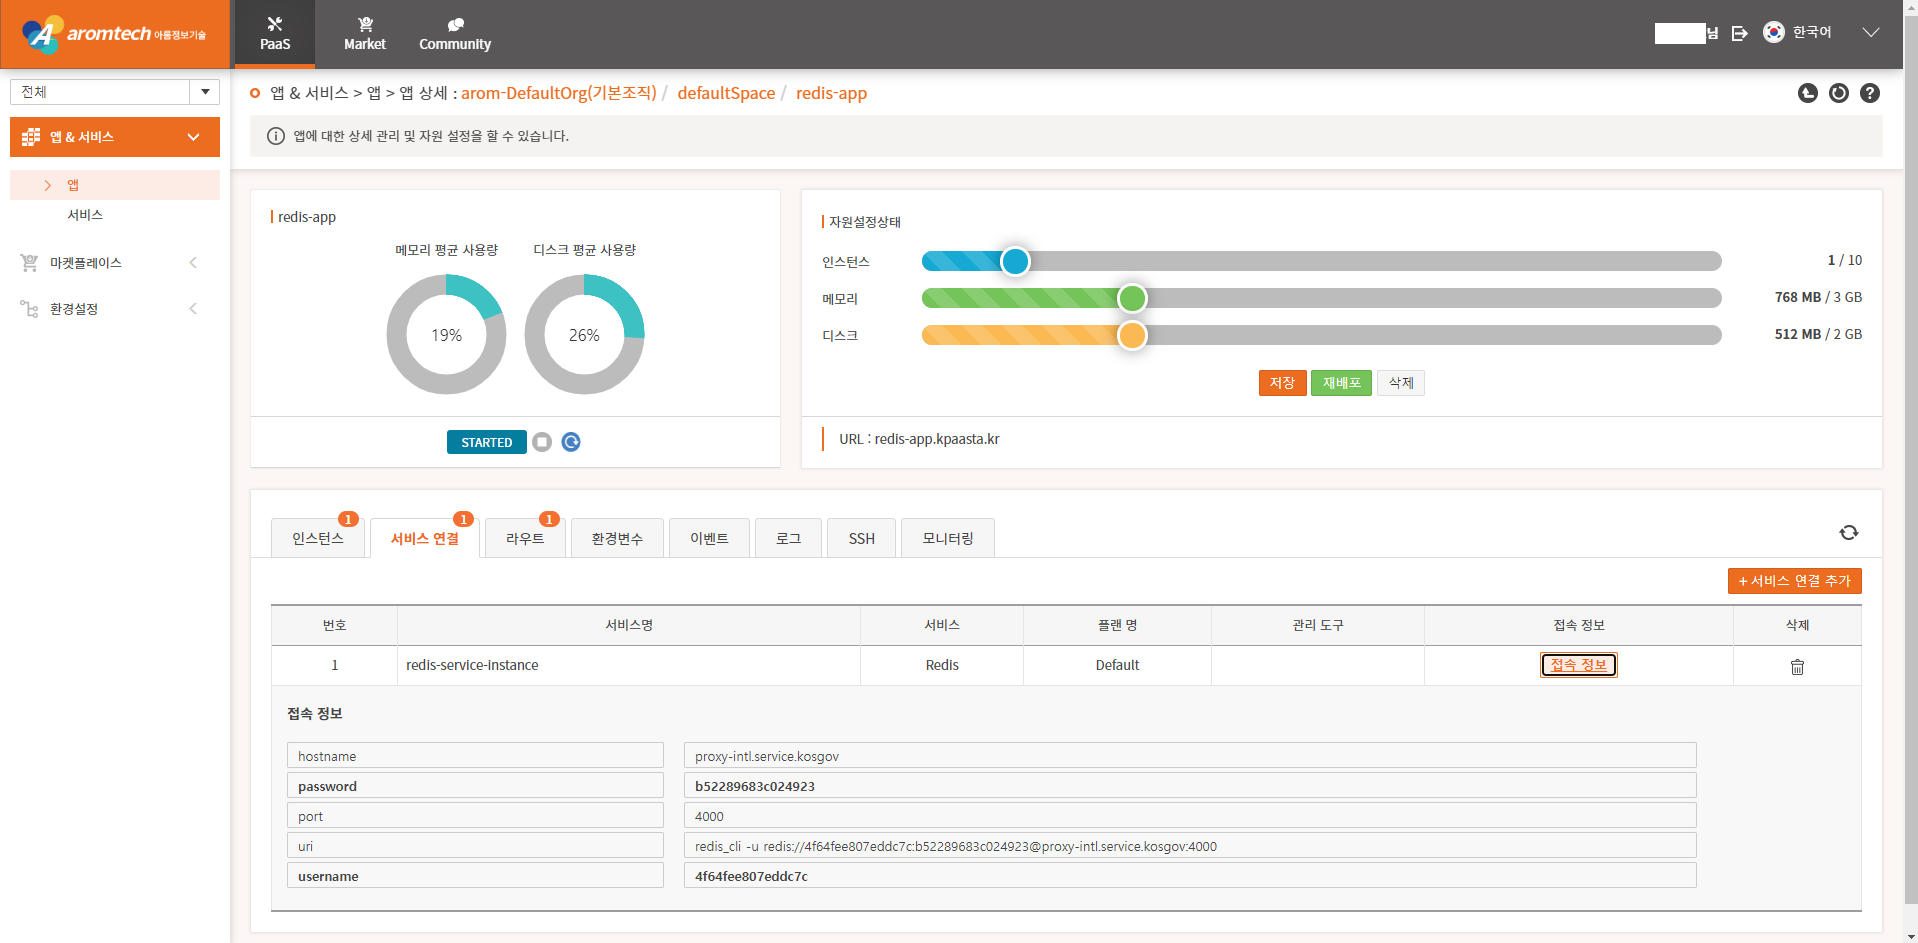 aromtech 아롬정보기술
PaaS
Market
Community
님
한국어
전체
앱 & 서비스
앱
서비스
마켓플레이스
환경설정
앱 & 서비스 > 앱 > 앱 상세 : arom-DefaultOrg(기본조직) / defaultSpace / redis-app
앱에 대한 상세 관리 및 자원 설정을 할 수 있습니다.
redis-app
메모리 평균 사용량
디스크 평균 사용량
19%
26%
STARTED
자원설정상태
인스턴스
1 / 10
메모리
768 MB / 3 GB
디스크
512 MB / 2 GB
저장
재배포
삭제
URL : redis-app.kpaasta.kr
인스턴스 1
서비스 연결 1
라우트 1
환경변수
이벤트
로그
SSH
모니터링
+ 서비스 연결 추가
번호 서비스명 서비스 플랜 명 관리 도구 접속 정보 삭제
1 redis-service-instance Redis Default 접속 정보
접속 정보
hostname proxy-intl.service.kosgov
password b52289683c024923
port 4000
uri redis_cli -u redis://4f64fee807eddc7c:b52289683c024923@proxy-intl.service.kosgov:4000
username 4f64fee807eddc7c